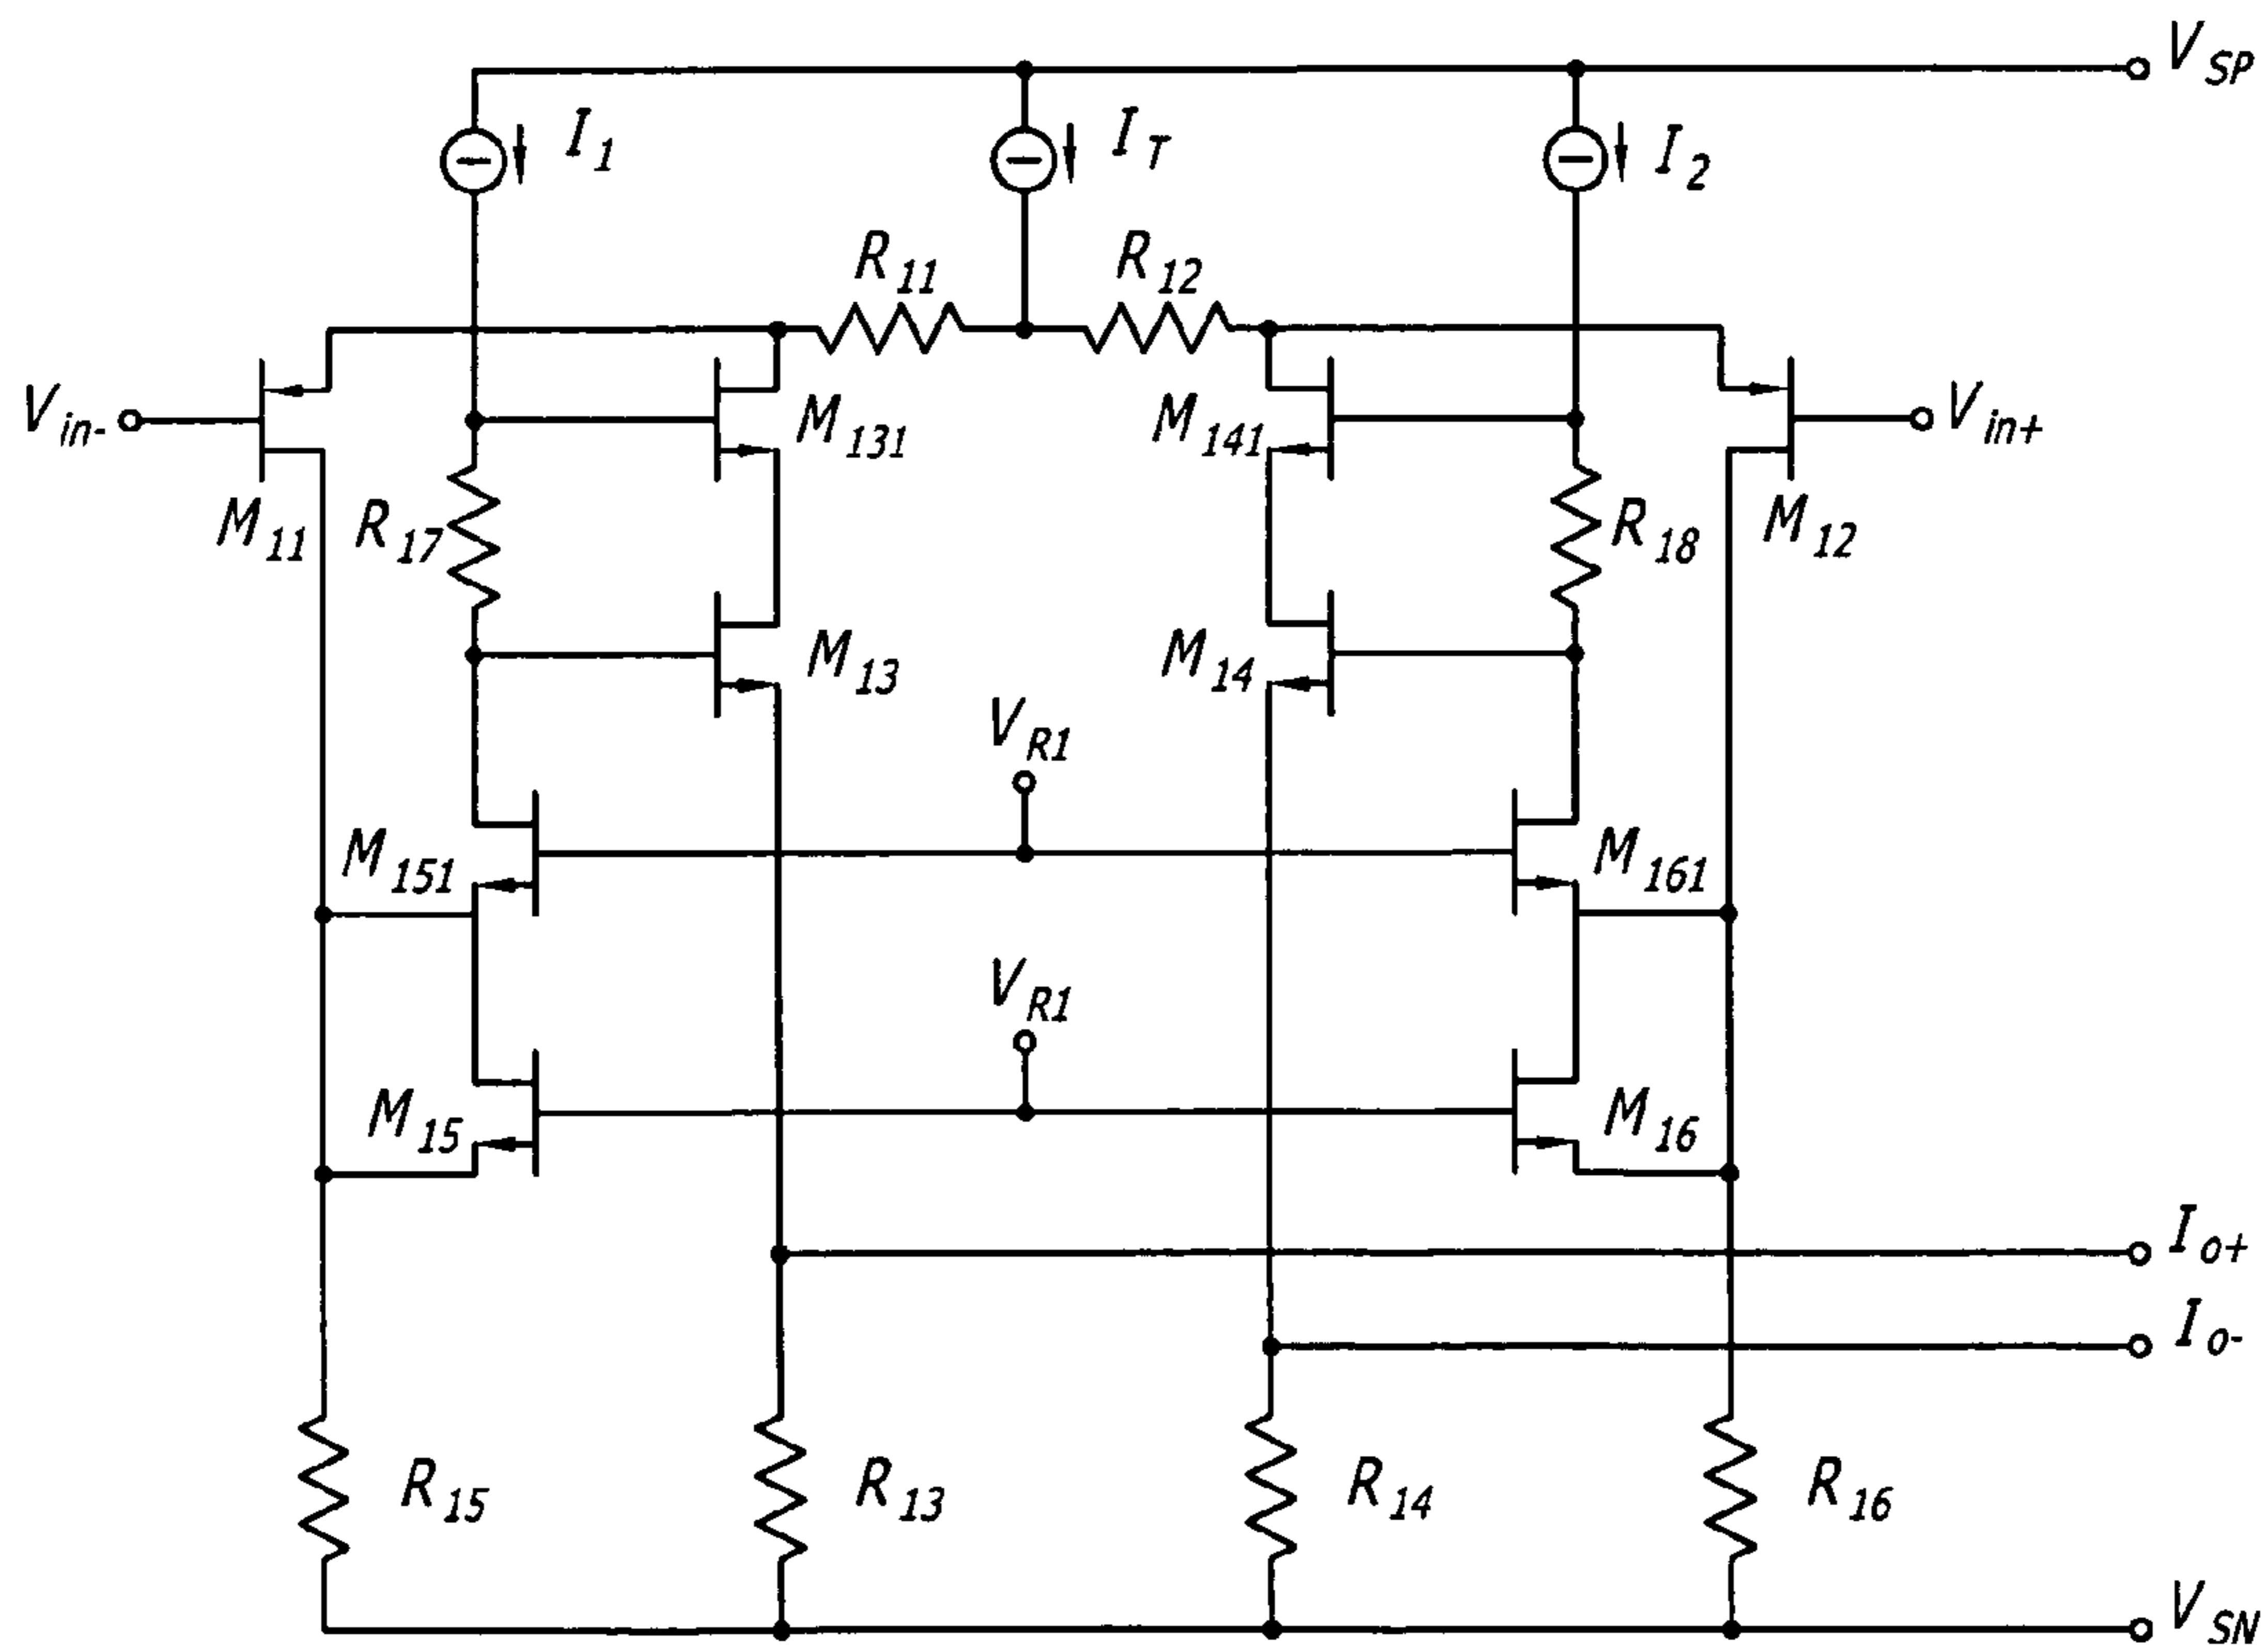 V_SP
I_1
I_T
I_2
R_11
R_12
V_in-
M_131
M_141
V_in+
M_11
R_17
R_18
M_12
M_13
M_14
V_R1
M_151
M_161
V_R1
M_15
M_16
I_o+
I_o-
R_15
R_13
R_14
R_16
V_SN